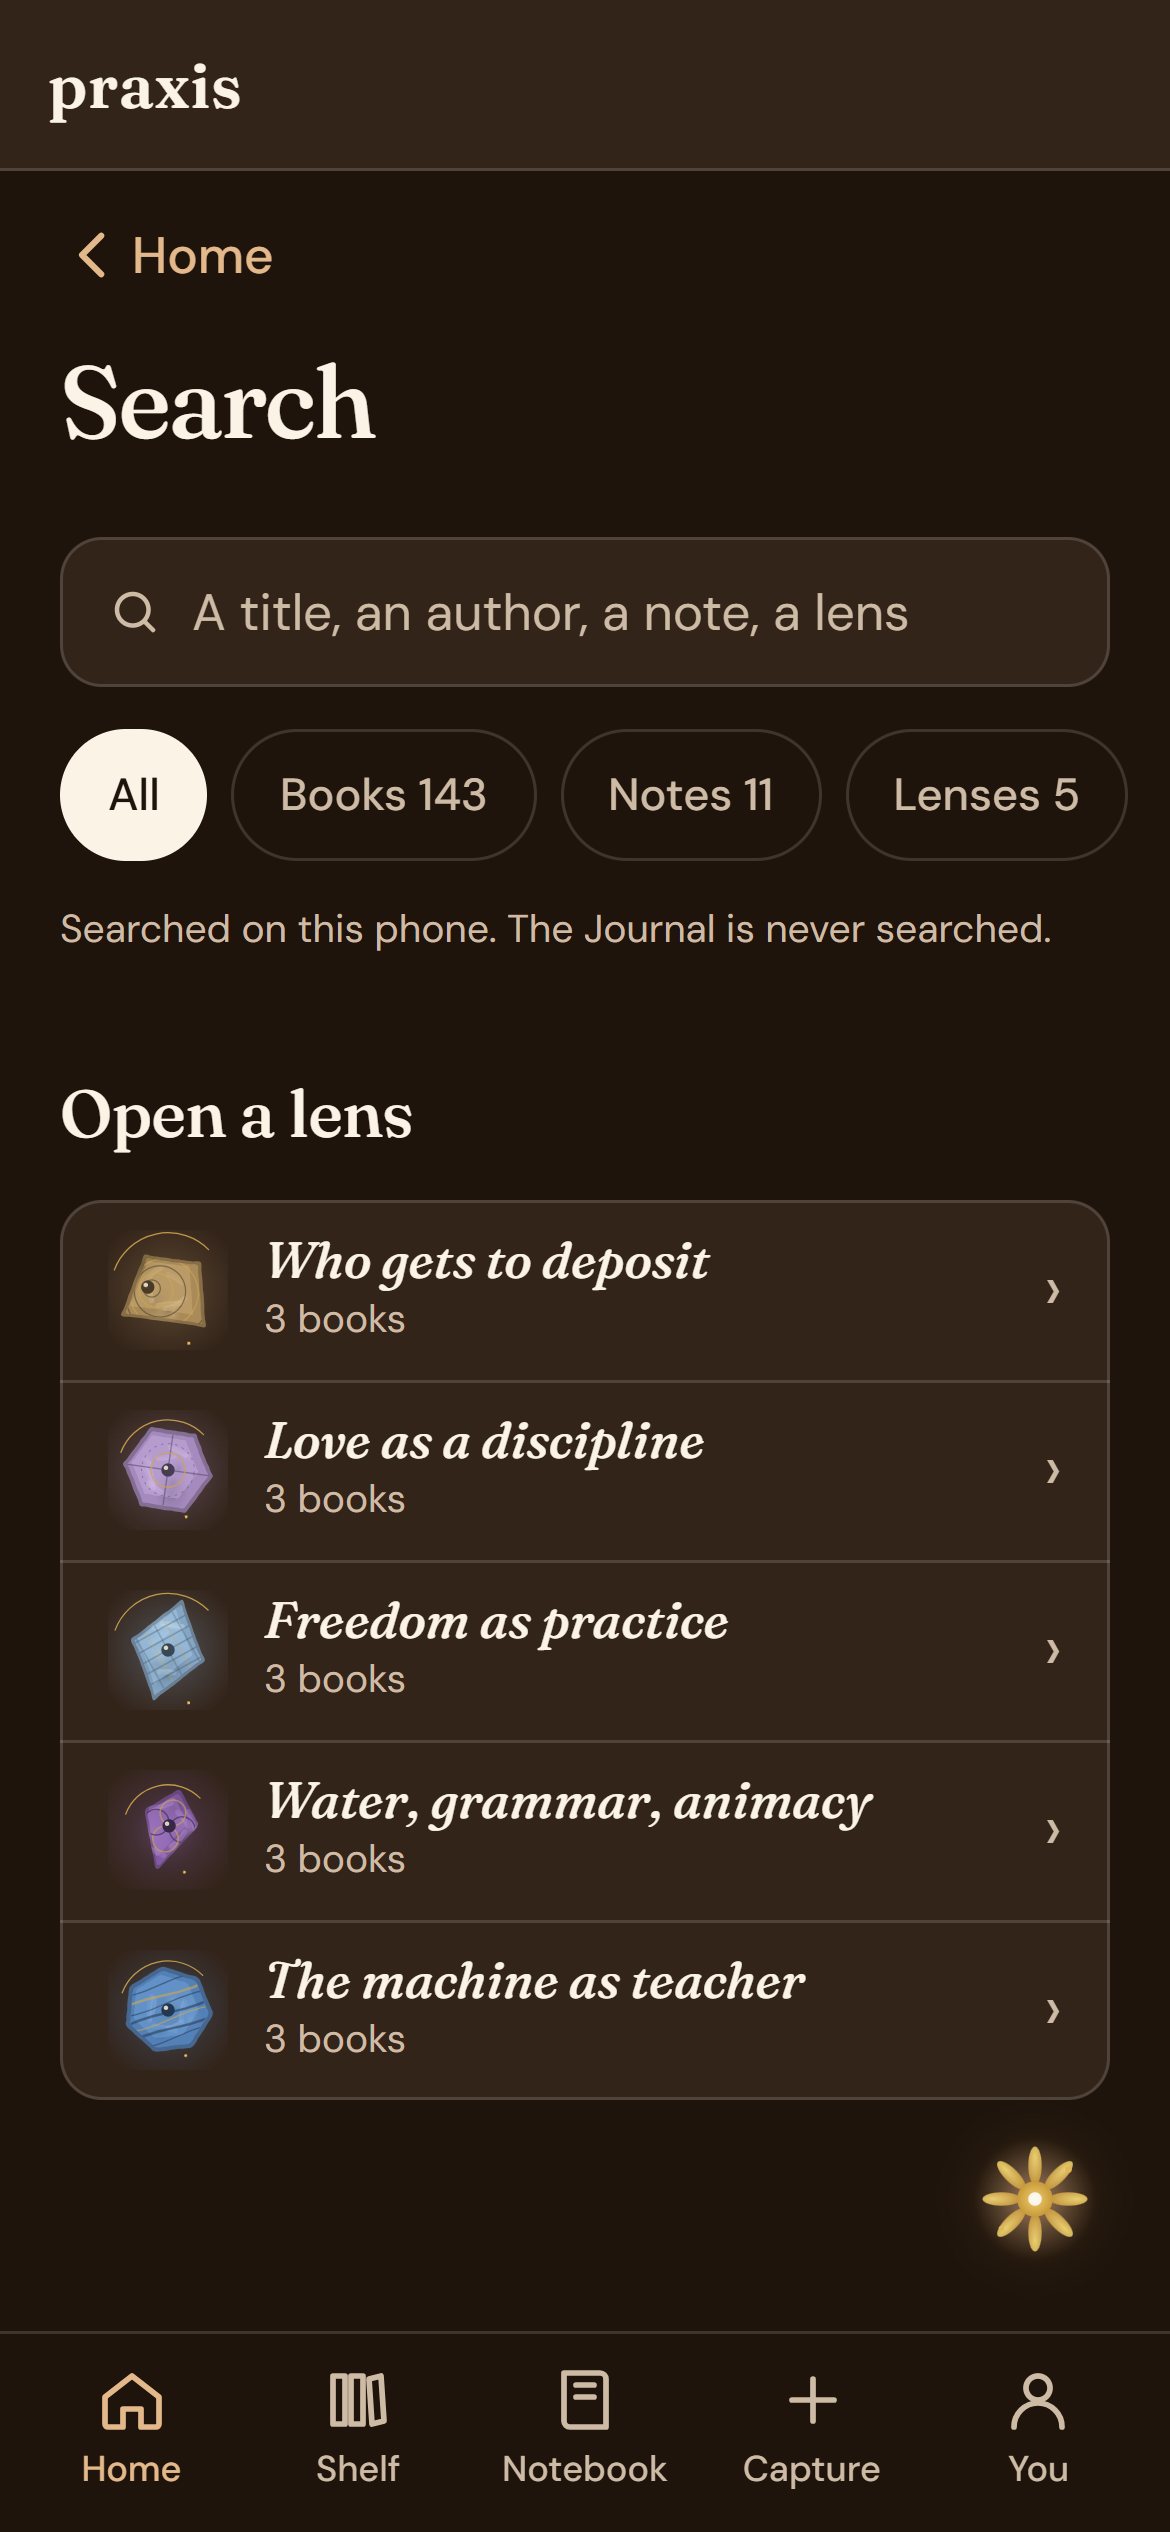 praxis
Home
Search
A title, an author, a note, a lens
All
Books 143
Notes 11
Lenses 5
Searched on this phone. The Journal is never searched.
Open a lens
Who gets to deposit
3 books
Love as a discipline
3 books
Freedom as practice
3 books
Water, grammar, animacy
3 books
The machine as teacher
3 books
Home
Shelf
Notebook
Capture
You